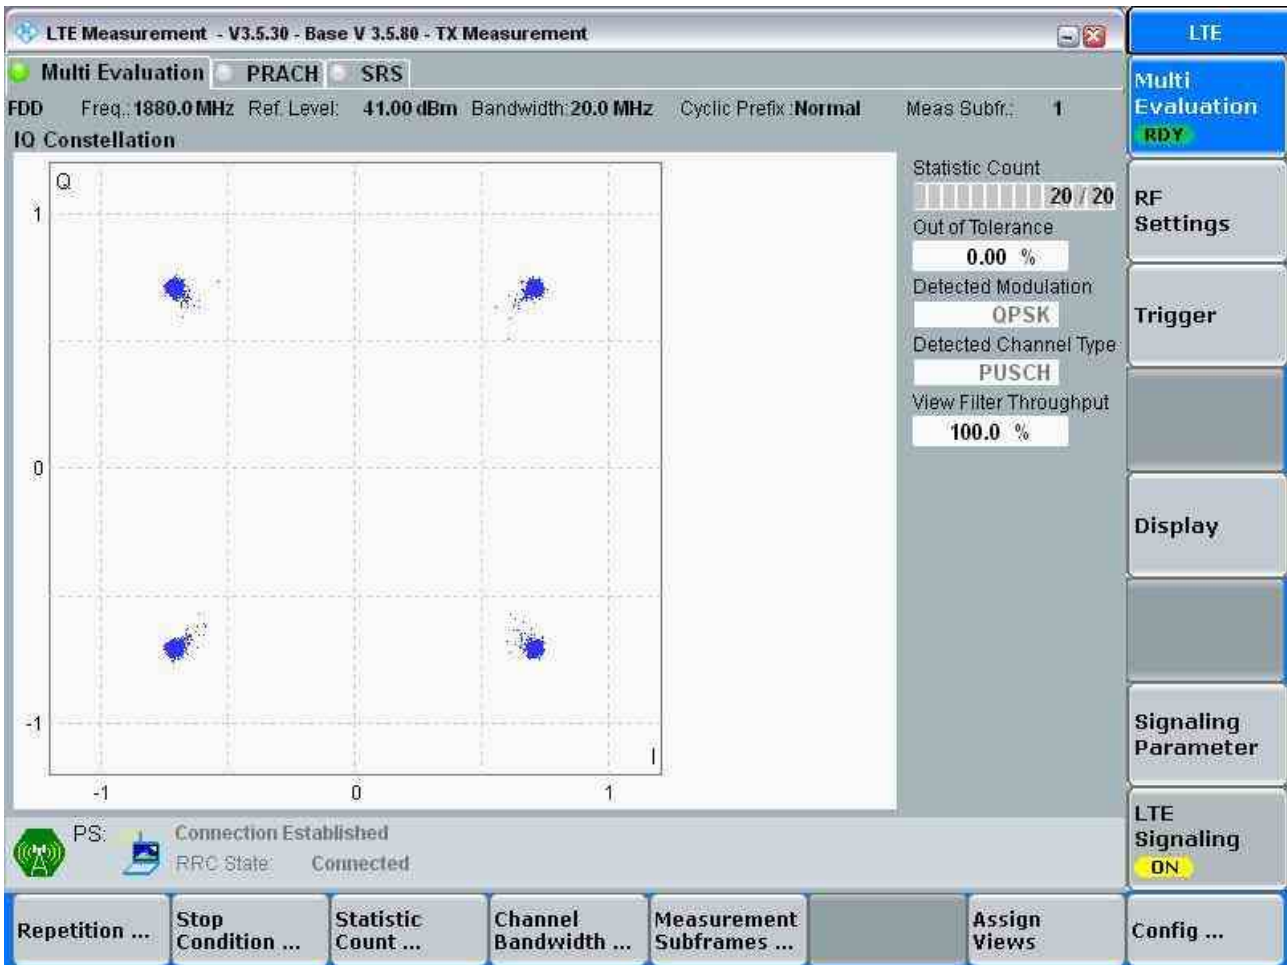 LTE Measurement - V3.5.30 - Base V 3.5.80 - TX Measurement
LTE
Multi Evaluation PRACH SRS
FDD Freq.: 1880.0 MHz Ref. Level: 41.00 dBm Bandwidth: 20.0 MHz Cyclic Prefix: Normal Meas Subfr.: 1
IQ Constellation
Q
1
0
-1
I
-1 0 1
Statistic Count
20 / 20
Out of Tolerance
0.00 %
Detected Modulation
QPSK
Detected Channel Type
PUSCH
View Filter Throughput
100.0 %
Multi
Evaluation
RDY
RF
Settings
Trigger
Display
Signaling
Parameter
LTE
Signaling
ON
PS: Connection Established
RRC State: Connected
Repetition ...
Stop
Condition ...
Statistic
Count ...
Channel
Bandwidth ...
Measurement
Subframes ...
Assign
Views
Config ...